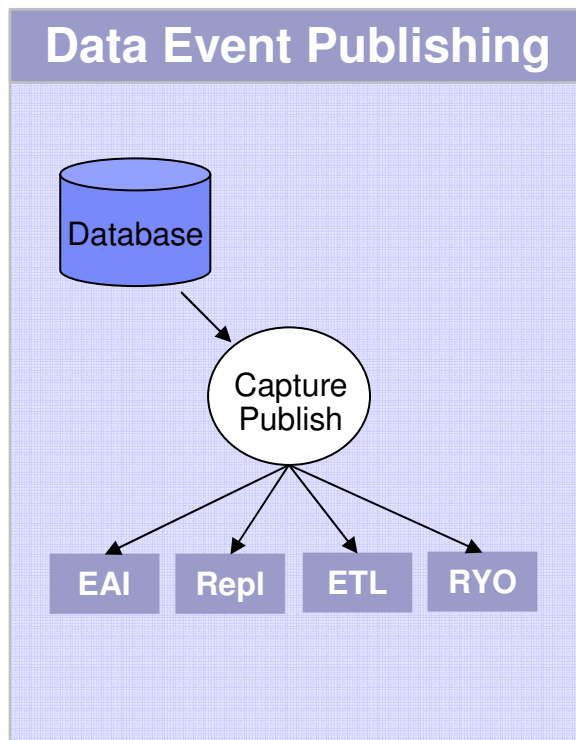 Data Event Publishing
Database
Capture
Publish
EAI
Repl
ETL
RYO